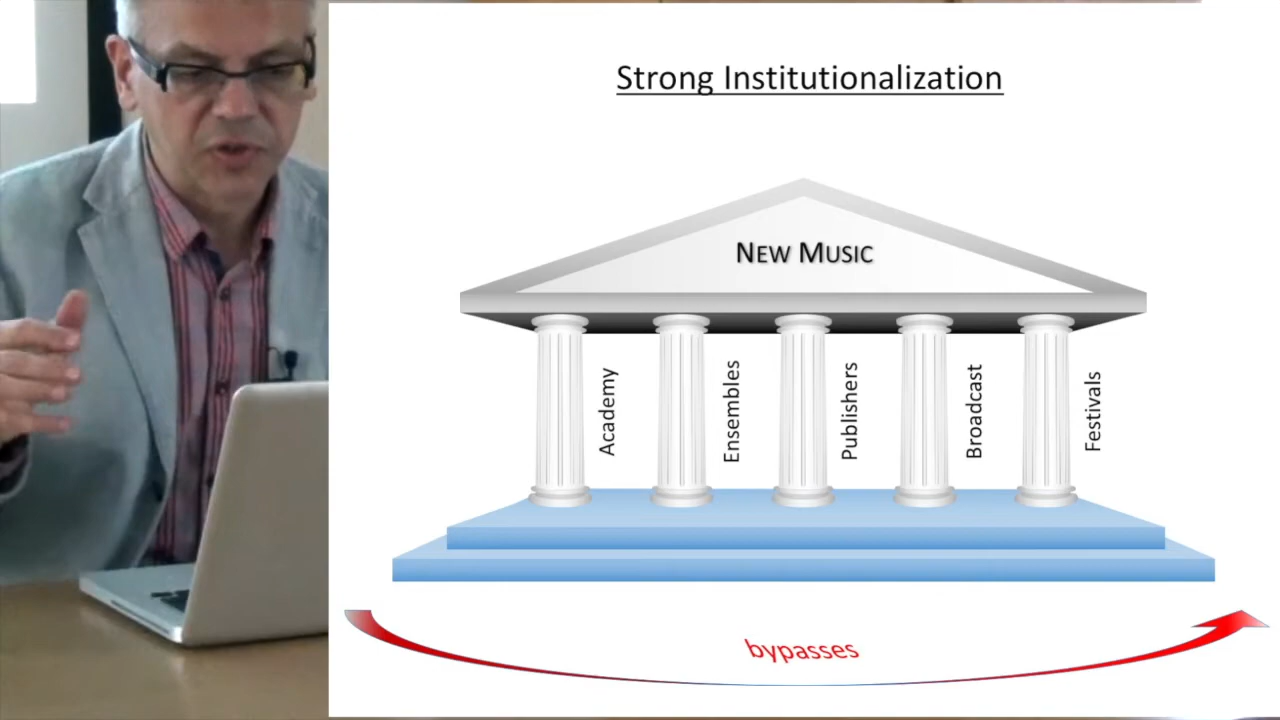 Strong Institutionalization
New Music
Academy
Ensembles
Publishers
Broadcast
Festivals
bypasses